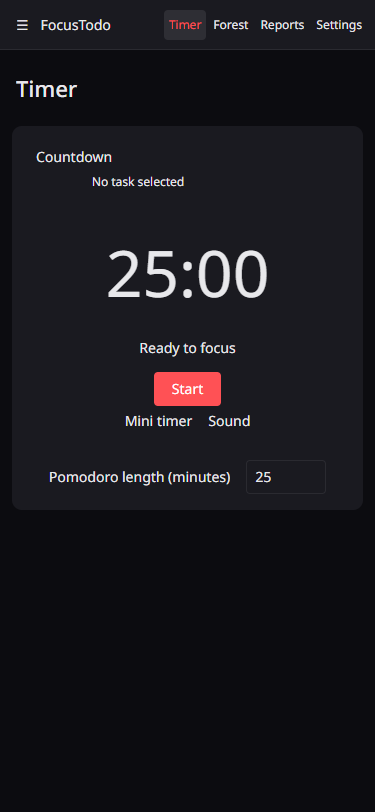 ☰ FocusTodo Timer Forest Reports Settings
Timer
Countdown
No task selected
25:00
Ready to focus
Start
Mini timer Sound
Pomodoro length (minutes) 25